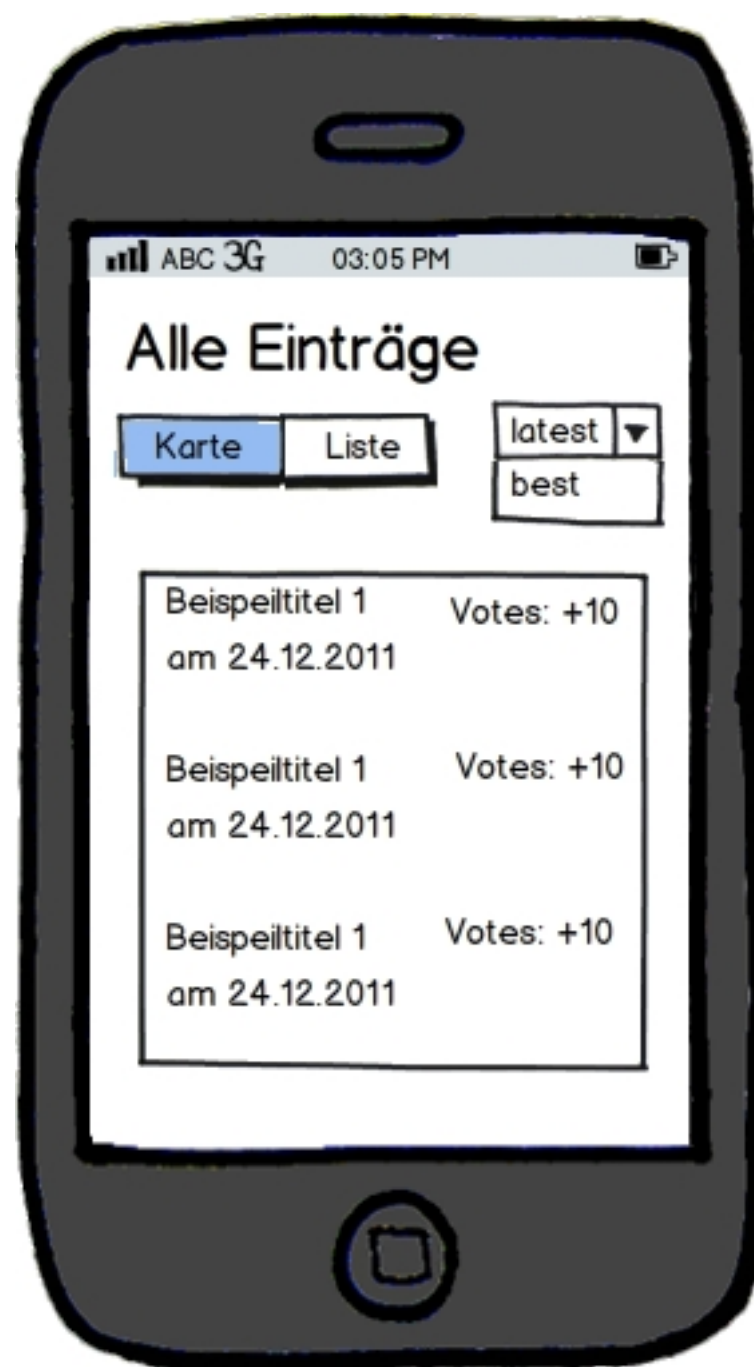 ABC 3G 03:05 PM
Alle Einträge
Karte Liste latest
best
Beispeiltitel 1 Votes: +10
am 24.12.2011
Beispeiltitel 1 Votes: +10
am 24.12.2011
Beispeiltitel 1 Votes: +10
am 24.12.2011